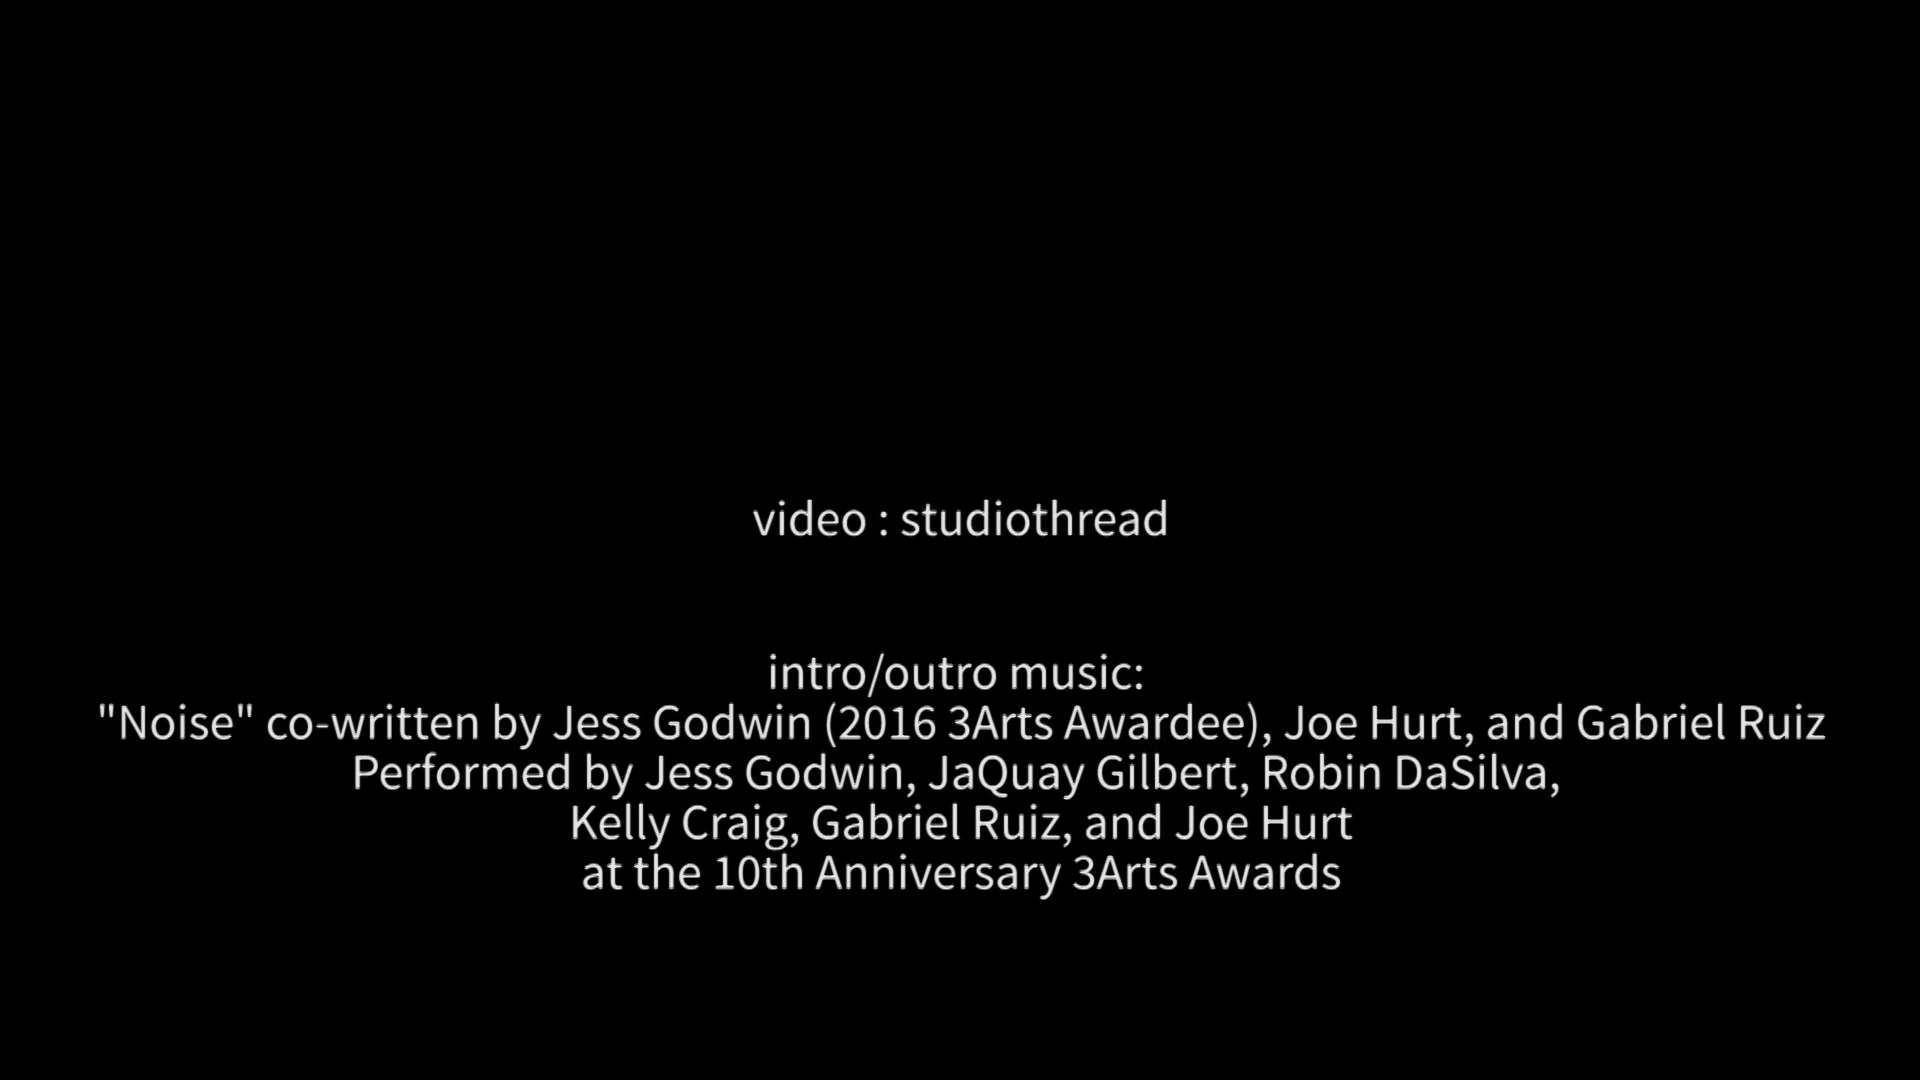 video : studiothread
intro/outro music:
"Noise" co-written by Jess Godwin (2016 3Arts Awardee), Joe Hurt, and Gabriel Ruiz
Performed by Jess Godwin, JaQuay Gilbert, Robin DaSilva,
Kelly Craig, Gabriel Ruiz, and Joe Hurt
at the 10th Anniversary 3Arts Awards